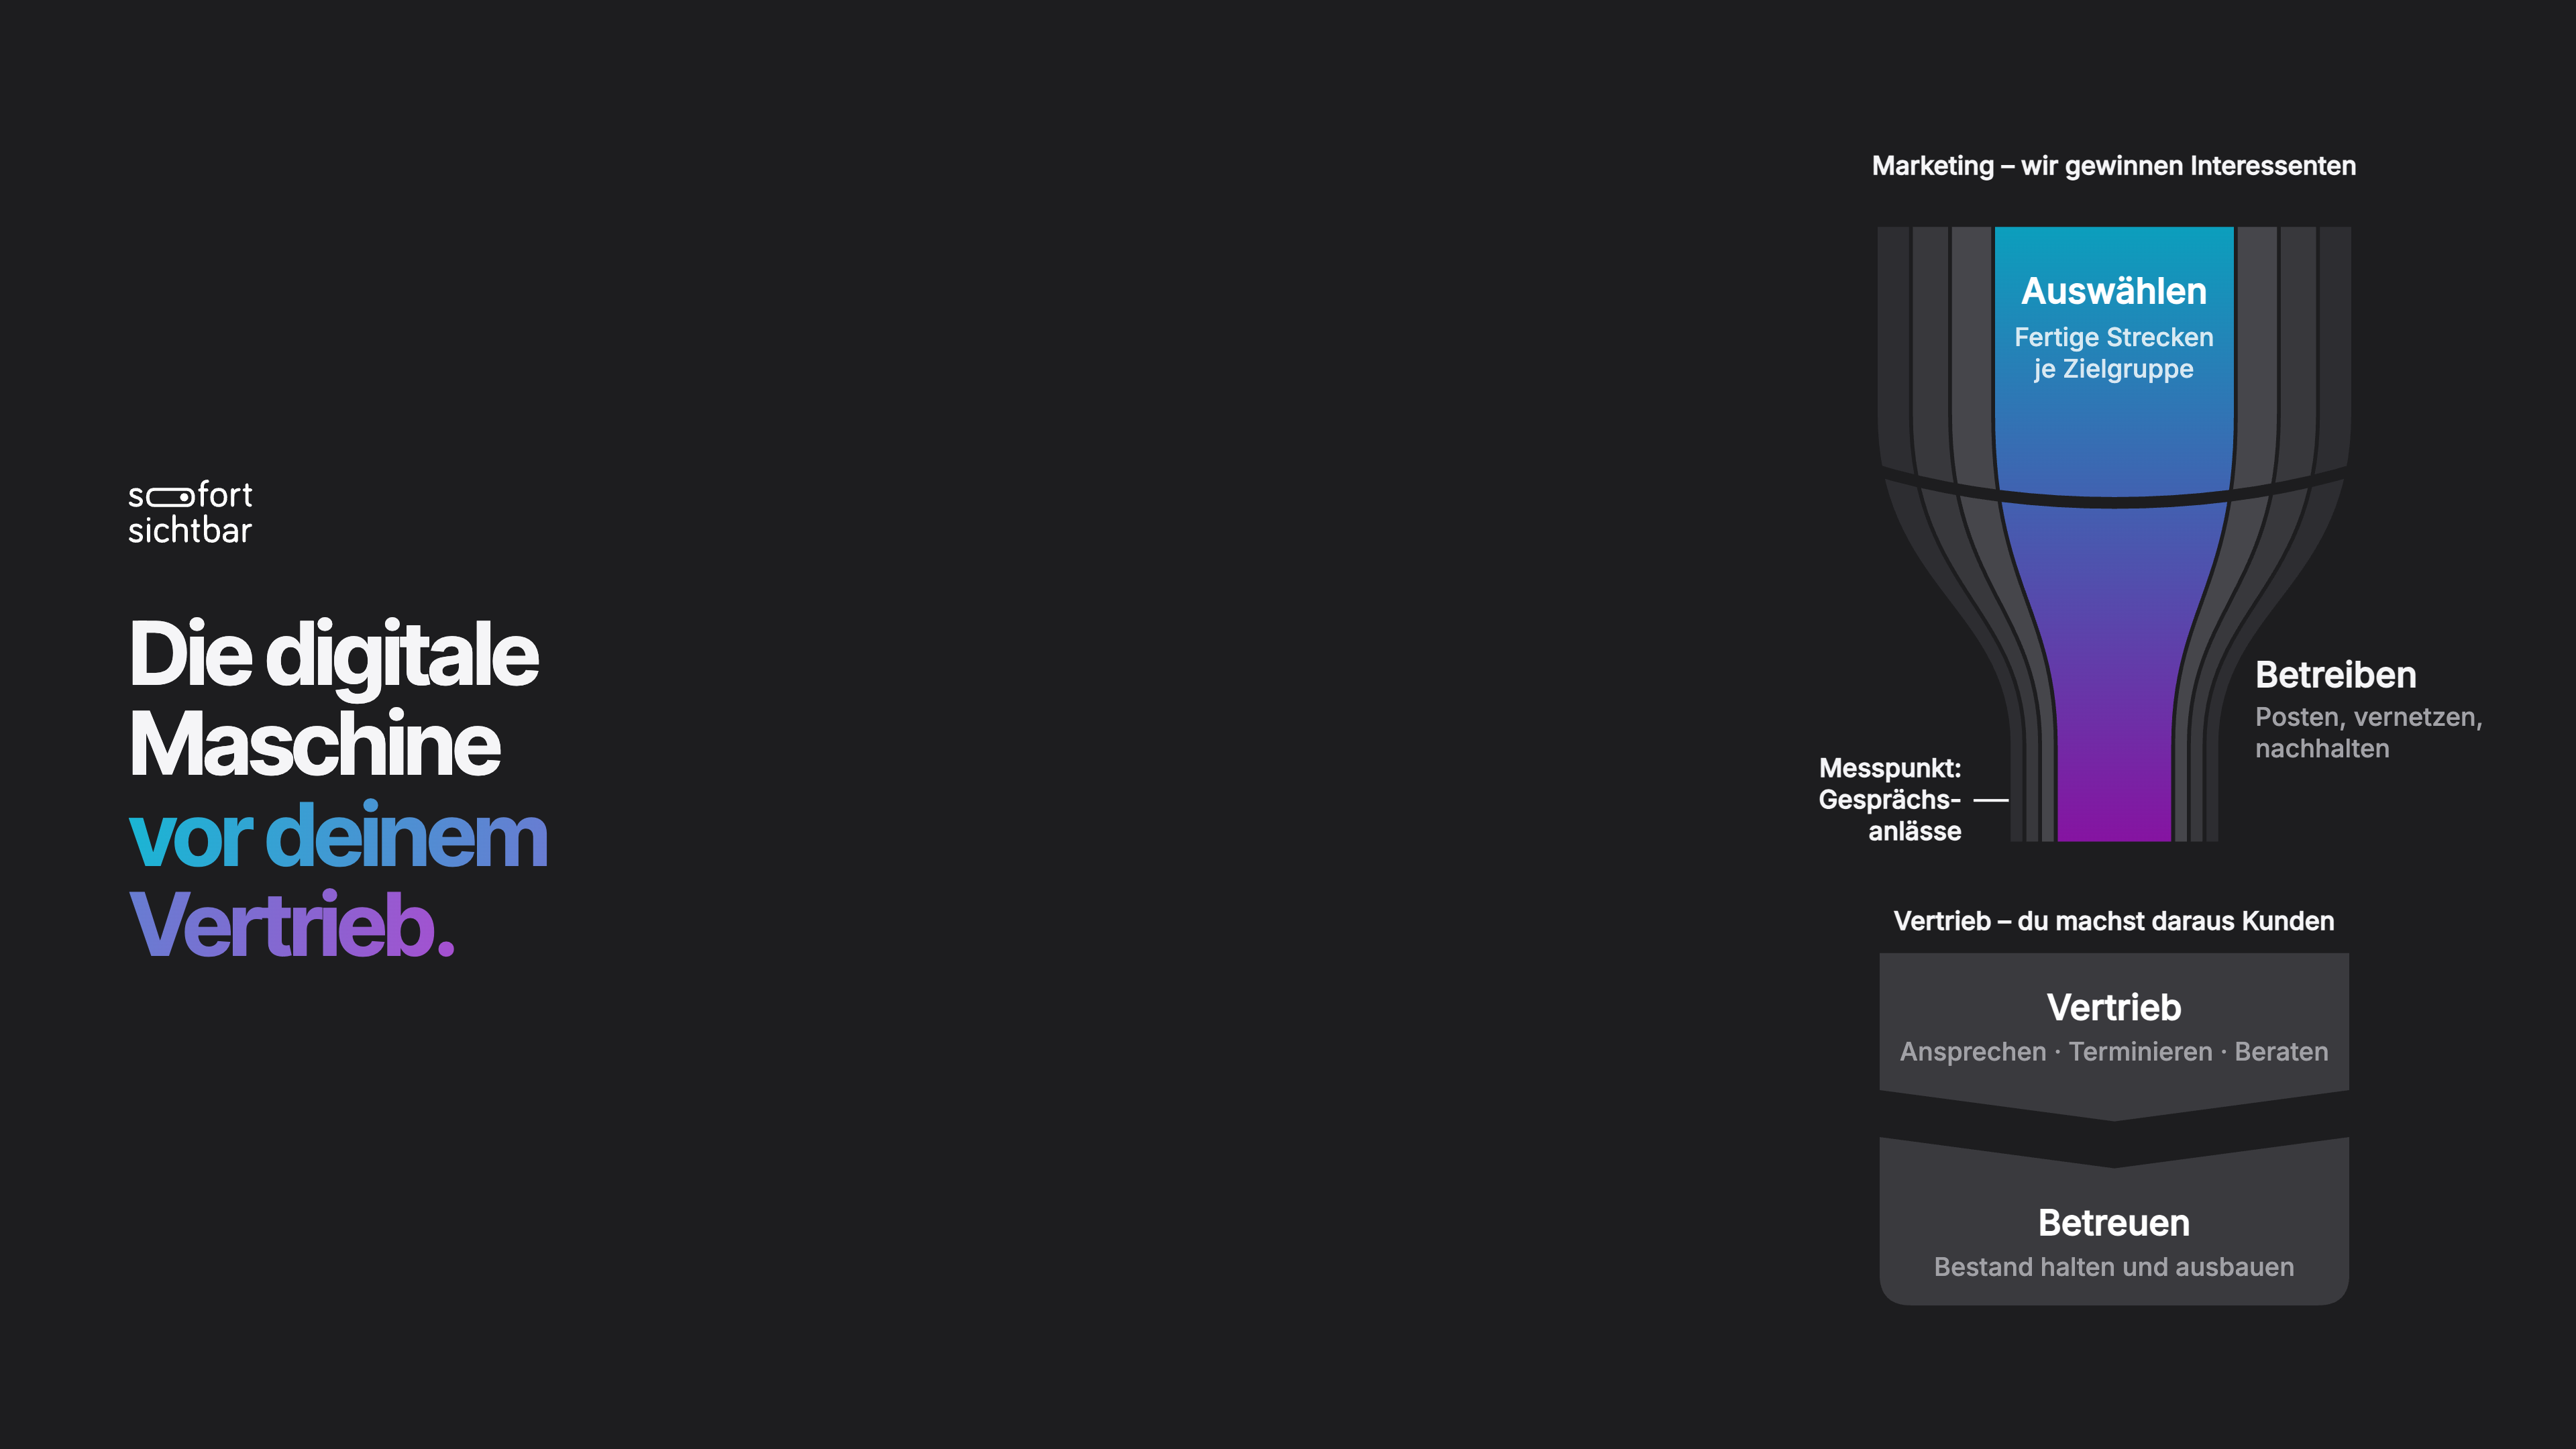 sofort
sichtbar
Die digitale
Maschine
vor deinem
Vertrieb.
Marketing – wir gewinnen Interessenten
Auswählen
Fertige Strecken
je Zielgruppe
Betreiben
Posten, vernetzen,
nachhalten
Messpunkt:
Gesprächs-
anlässe
Vertrieb – du machst daraus Kunden
Vertrieb
Ansprechen · Terminieren · Beraten
Betreuen
Bestand halten und ausbauen